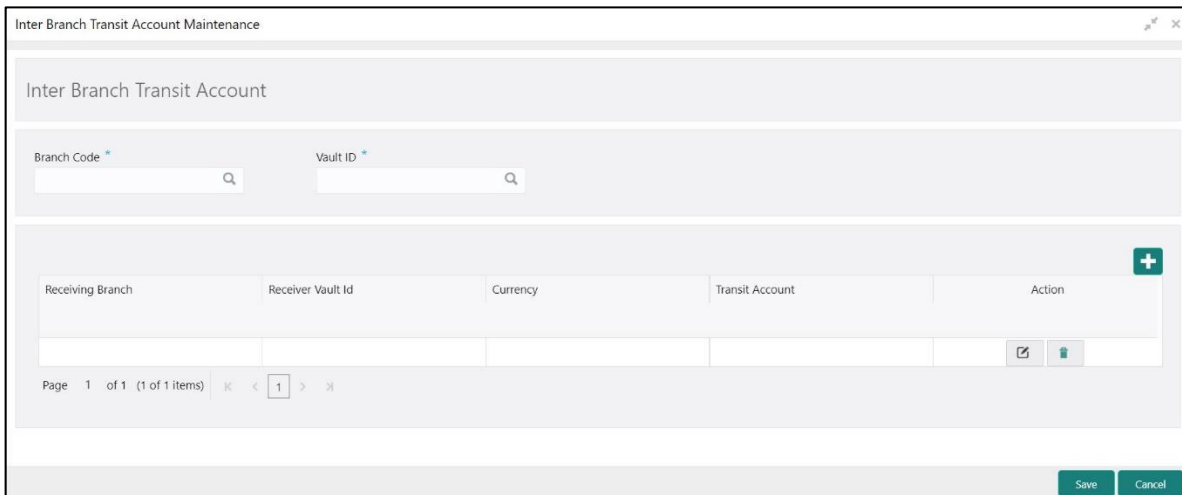 Inter Branch Transit Account Maintenance
Inter Branch Transit Account
Branch Code * Vault ID *
Receiving Branch Receiver Vault Id Currency Transit Account Action
Page 1 of 1 (1 of 1 items) 1
Save Cancel